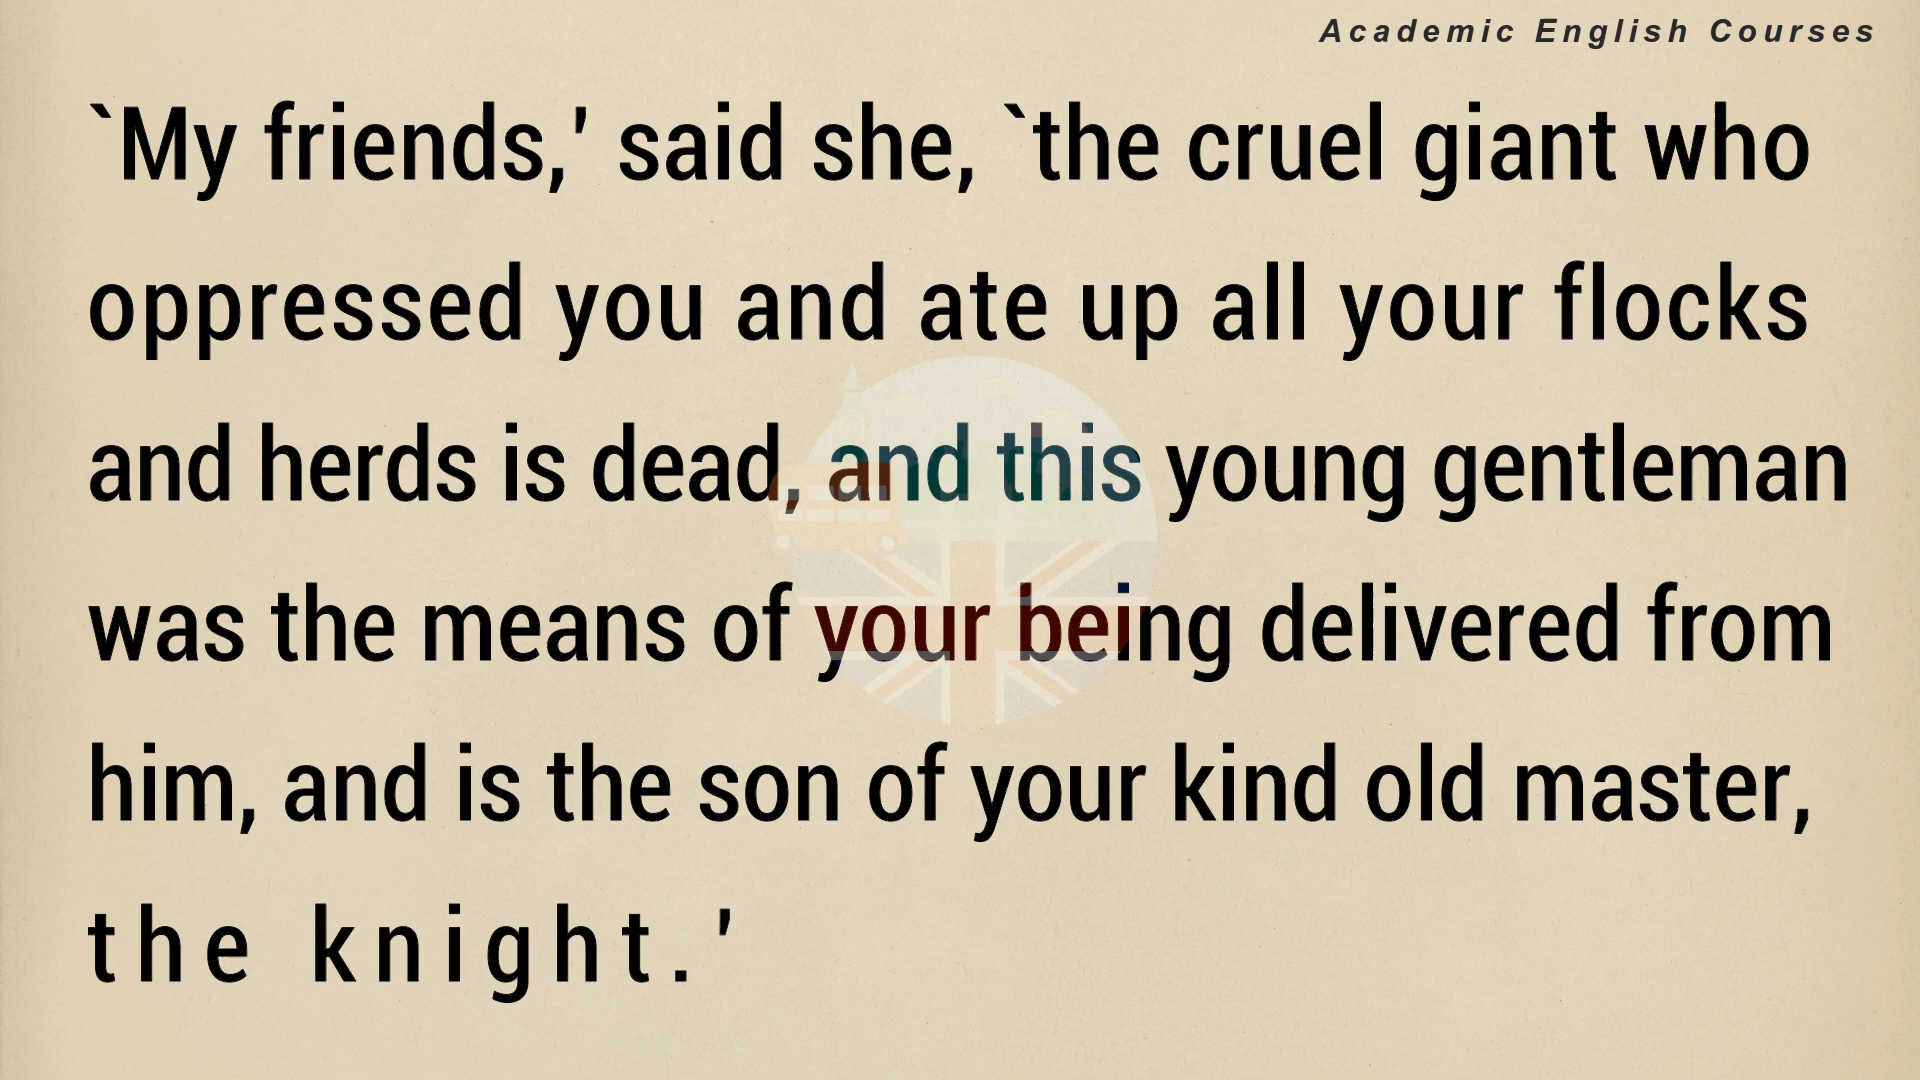 Academic English Courses
`My friends,' said she, `the cruel giant who
oppressed you and ate up all your flocks
and herds is dead, and this young gentleman
was the means of your being delivered from
him, and is the son of your kind old master,
the knight.'